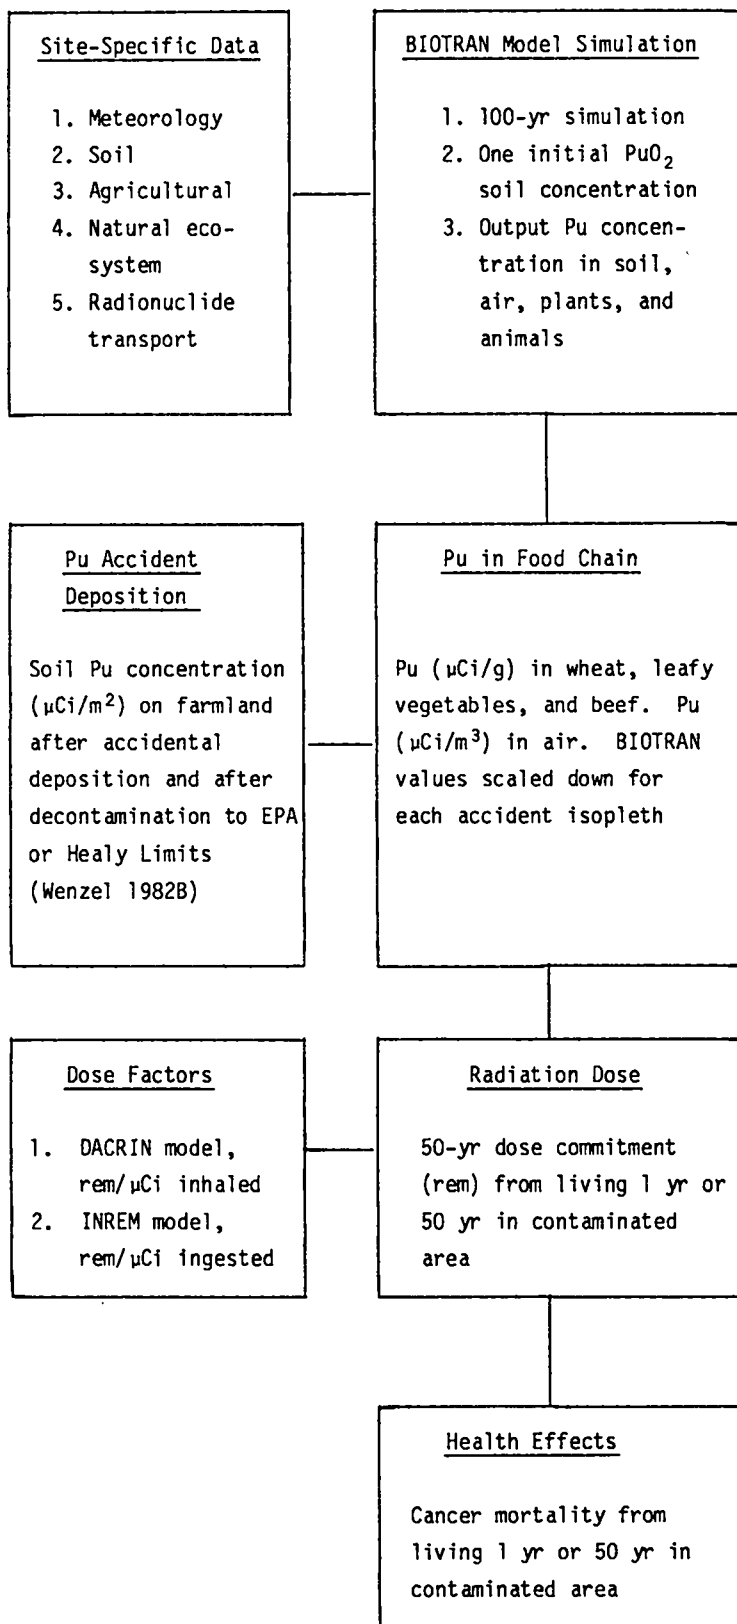 Site-Specific Data
1. Meteorology
2. Soil
3. Agricultural
4. Natural eco-
system
5. Radionuclide
transport
BIOTRAN Model Simulation
1. 100-yr simulation
2. One initial PuO₂
soil concentration
3. Output Pu concen-
tration in soil,
air, plants, and
animals
Pu Accident
Deposition
Soil Pu concentration
(μCi/m²) on farmland
after accidental
deposition and after
decontamination to EPA
or Healy Limits
(Wenzel 1982B)
Pu in Food Chain
Pu (μCi/g) in wheat, leafy
vegetables, and beef. Pu
(μCi/m³) in air. BIOTRAN
values scaled down for
each accident isopleth
Dose Factors
1. DACRIN model,
rem/μCi inhaled
2. INREM model,
rem/μCi ingested
Radiation Dose
50-yr dose commitment
(rem) from living 1 yr or
50 yr in contaminated
area
Health Effects
Cancer mortality from
living 1 yr or 50 yr in
contaminated area